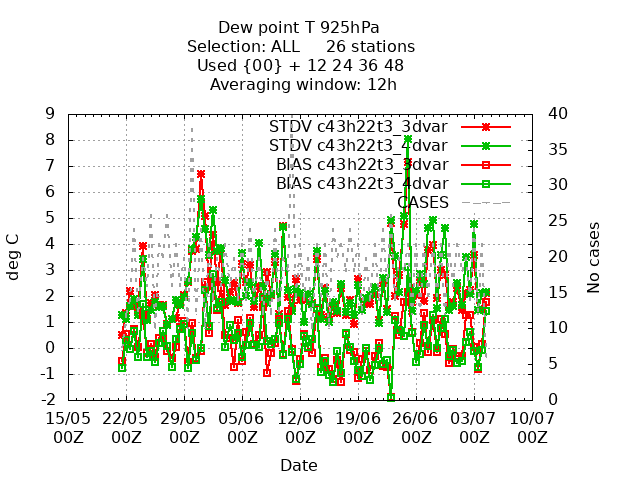 Dew point T 925hPa
Selection: ALL     26 stations
Used {00} + 12 24 36 48
Averaging window: 12h
STDV c43h22t3_3dvar
STDV c43h22t3_4dvar
BIAS c43h22t3_3dvar
BIAS c43h22t3_4dvar
CASES
deg C
9
8
7
6
5
4
3
2
1
0
-1
-2
40
35
30
25
20
15
10
5
0
No cases
15/05 22/05 29/05 05/06 12/06 19/06 26/06 03/07 10/07
00Z 00Z 00Z 00Z 00Z 00Z 00Z 00Z 00Z
Date